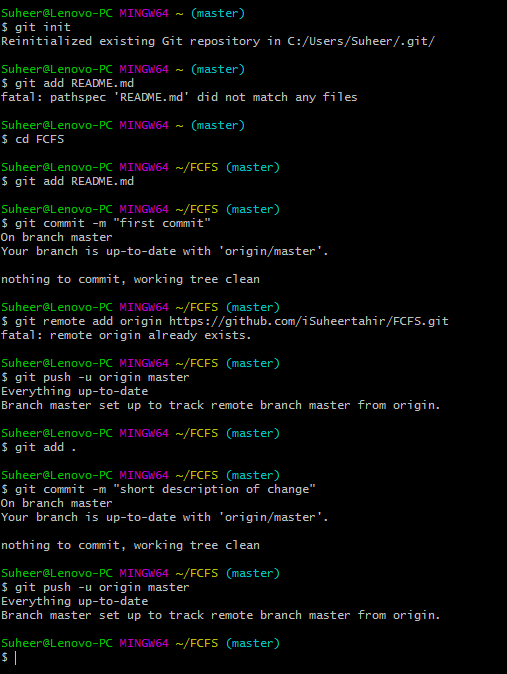 Suheer@Lenovo-PC MINGW64 ~ (master)
$ git init
Reinitialized existing Git repository in C:/Users/Suheer/.git/
Suheer@Lenovo-PC MINGW64 ~ (master)
$ git add README.md
fatal: pathspec 'README.md' did not match any files
Suheer@Lenovo-PC MINGW64 ~ (master)
$ cd FCFS
Suheer@Lenovo-PC MINGW64 ~/FCFS (master)
$ git add README.md
Suheer@Lenovo-PC MINGW64 ~/FCFS (master)
$ git commit -m "first commit"
On branch master
Your branch is up-to-date with 'origin/master'.
nothing to commit, working tree clean
Suheer@Lenovo-PC MINGW64 ~/FCFS (master)
$ git remote add origin https://github.com/iSuheertahir/FCFS.git
fatal: remote origin already exists.
Suheer@Lenovo-PC MINGW64 ~/FCFS (master)
$ git push -u origin master
Everything up-to-date
Branch master set up to track remote branch master from origin.
Suheer@Lenovo-PC MINGW64 ~/FCFS (master)
$ git add .
Suheer@Lenovo-PC MINGW64 ~/FCFS (master)
$ git commit -m "short description of change"
On branch master
Your branch is up-to-date with 'origin/master'.
nothing to commit, working tree clean
Suheer@Lenovo-PC MINGW64 ~/FCFS (master)
$ git push -u origin master
Everything up-to-date
Branch master set up to track remote branch master from origin.
Suheer@Lenovo-PC MINGW64 ~/FCFS (master)
$